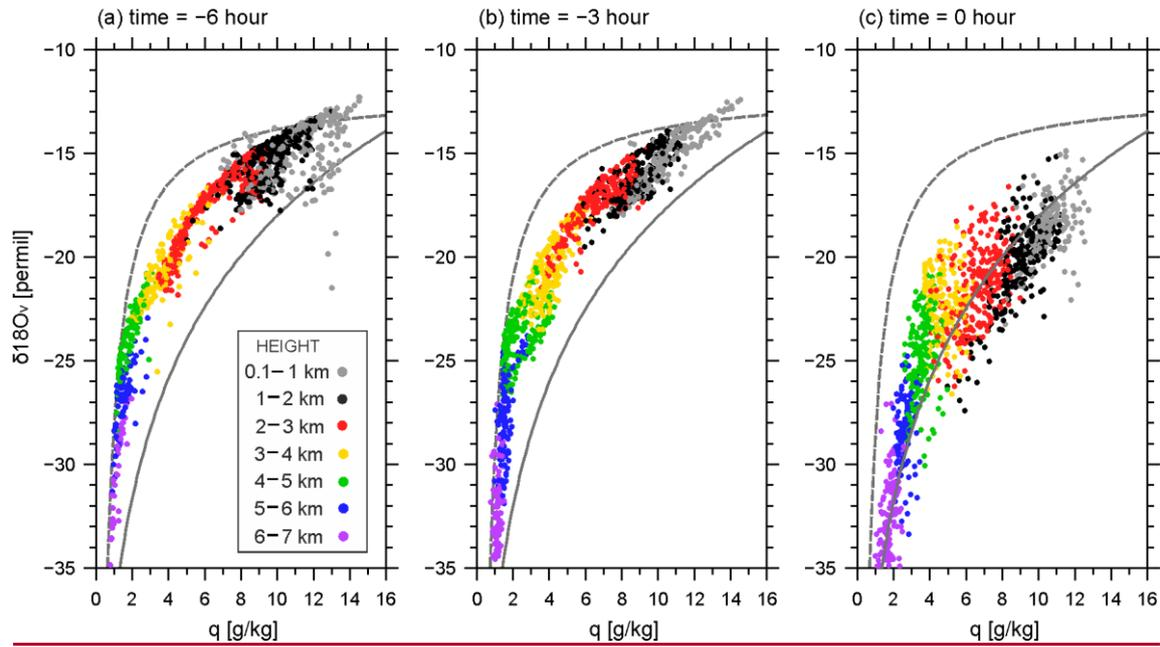 (a) time = −6 hour
(b) time = −3 hour
(c) time = 0 hour
−10
−15
−20
−25
−30
−35
−10
−15
−20
−25
−30
−35
−10
−15
−20
−25
−30
−35
δ18Ov [permil]
HEIGHT
0.1−1 km
1−2 km
2−3 km
3−4 km
4−5 km
5−6 km
6−7 km
0 2 4 6 8 10 12 14 16
0 2 4 6 8 10 12 14 16
0 2 4 6 8 10 12 14 16
q [g/kg]
q [g/kg]
q [g/kg]